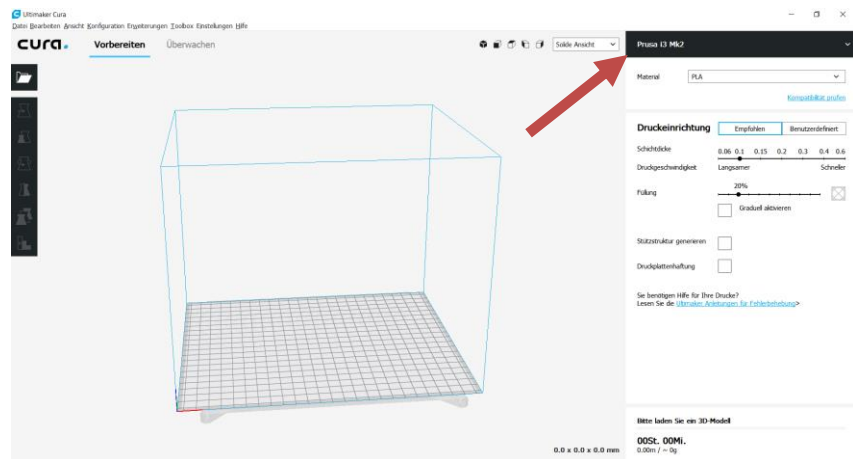 Ultimaker Cura
Datei Bearbeiten Ansicht Konfiguration Erweiterungen Toolbox Einstellungen Hilfe
cura. Vorbereiten Überwachen Solide Ansicht
Prusa i3 Mk2
Material PLA
Kompatibilität prüfen
Druckeinrichtung Empfohlen Benutzerdefiniert
Schichtdicke 0.06 0.1 0.15 0.2 0.3 0.4 0.6
Druckgeschwindigkeit Langsamer Schneller
20%
Füllung
Graduell aktivieren
Stützstruktur generieren
Druckplattenhaftung
Sie benötigen Hilfe für Ihre Drucke?
Lesen Sie die Ultimaker Anleitungen für Fehlerbehebung>
Bitte laden Sie ein 3D-Modell
00St. 00Mi.
0.0 x 0.0 x 0.0 mm 0.00m / ~ 0g